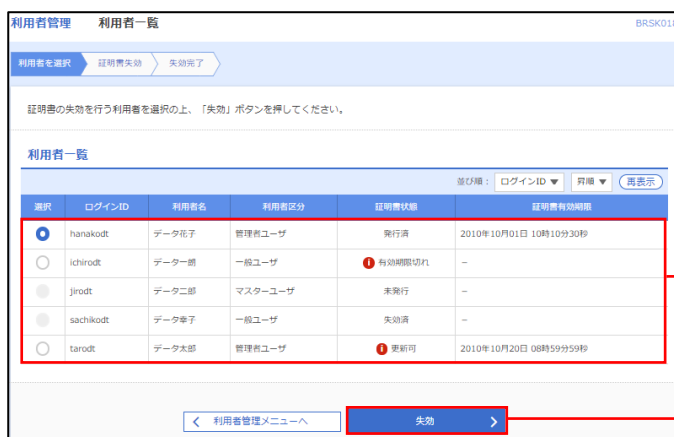 利用者管理 利用者一覧 BRSK018
利用者を選択 証明書失効 失効完了
証明書の失効を行う利用者を選択の上、「失効」ボタンを押してください。
利用者一覧
並び順： ログインID ▼ 昇順 ▼ 再表示
選択 ログインID 利用者名 利用者区分 証明書状態 証明書有効期限
hanakodt データ花子 管理者ユーザ 発行済 2010年10月01日 10時10分30秒
ichirodt データ一朗 一般ユーザ 有効期限切れ －
jirodt データ二郎 マスターユーザ 未発行 －
sachikodt データ幸子 一般ユーザ 失効済 －
tarodt データ太郎 管理者ユーザ 更新可 2010年10月20日 08時59分59秒
利用者管理メニューへ 失効